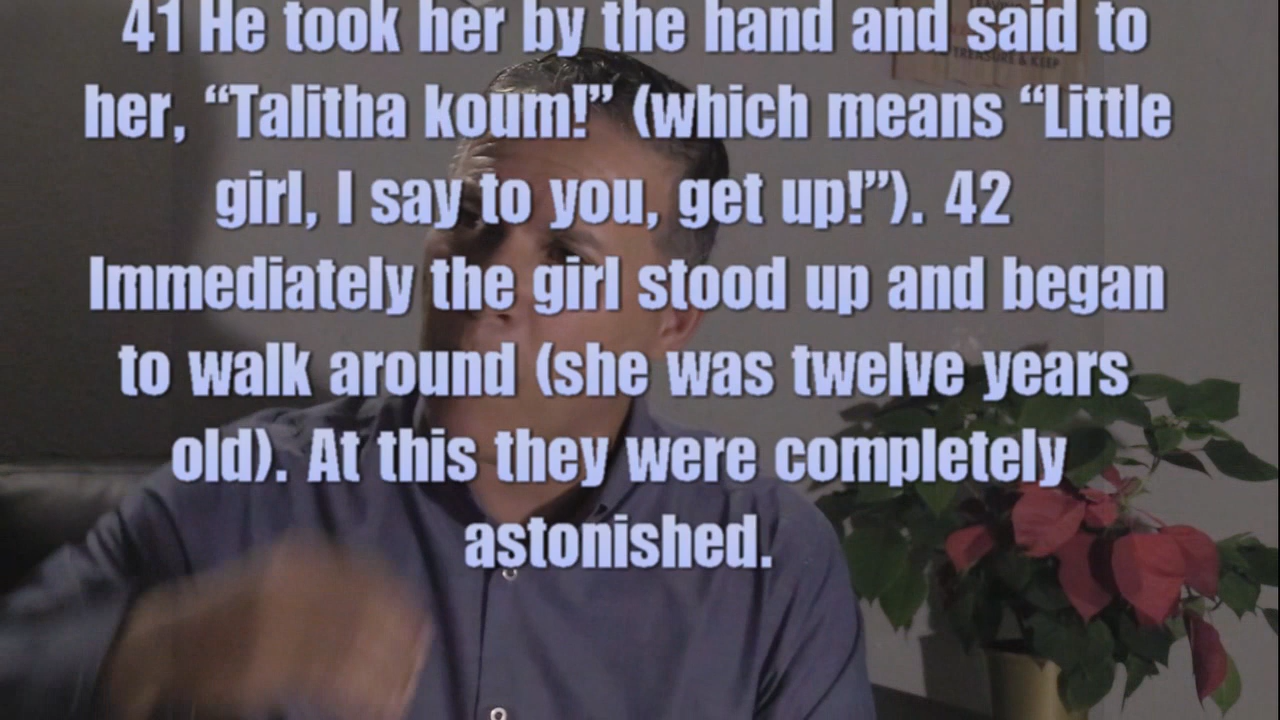 TREASURE & KEEP
41 He took her by the hand and said to
her, “Talitha koum!” (which means “Little
girl, I say to you, get up!”). 42
Immediately the girl stood up and began
to walk around (she was twelve years
old). At this they were completely
astonished.